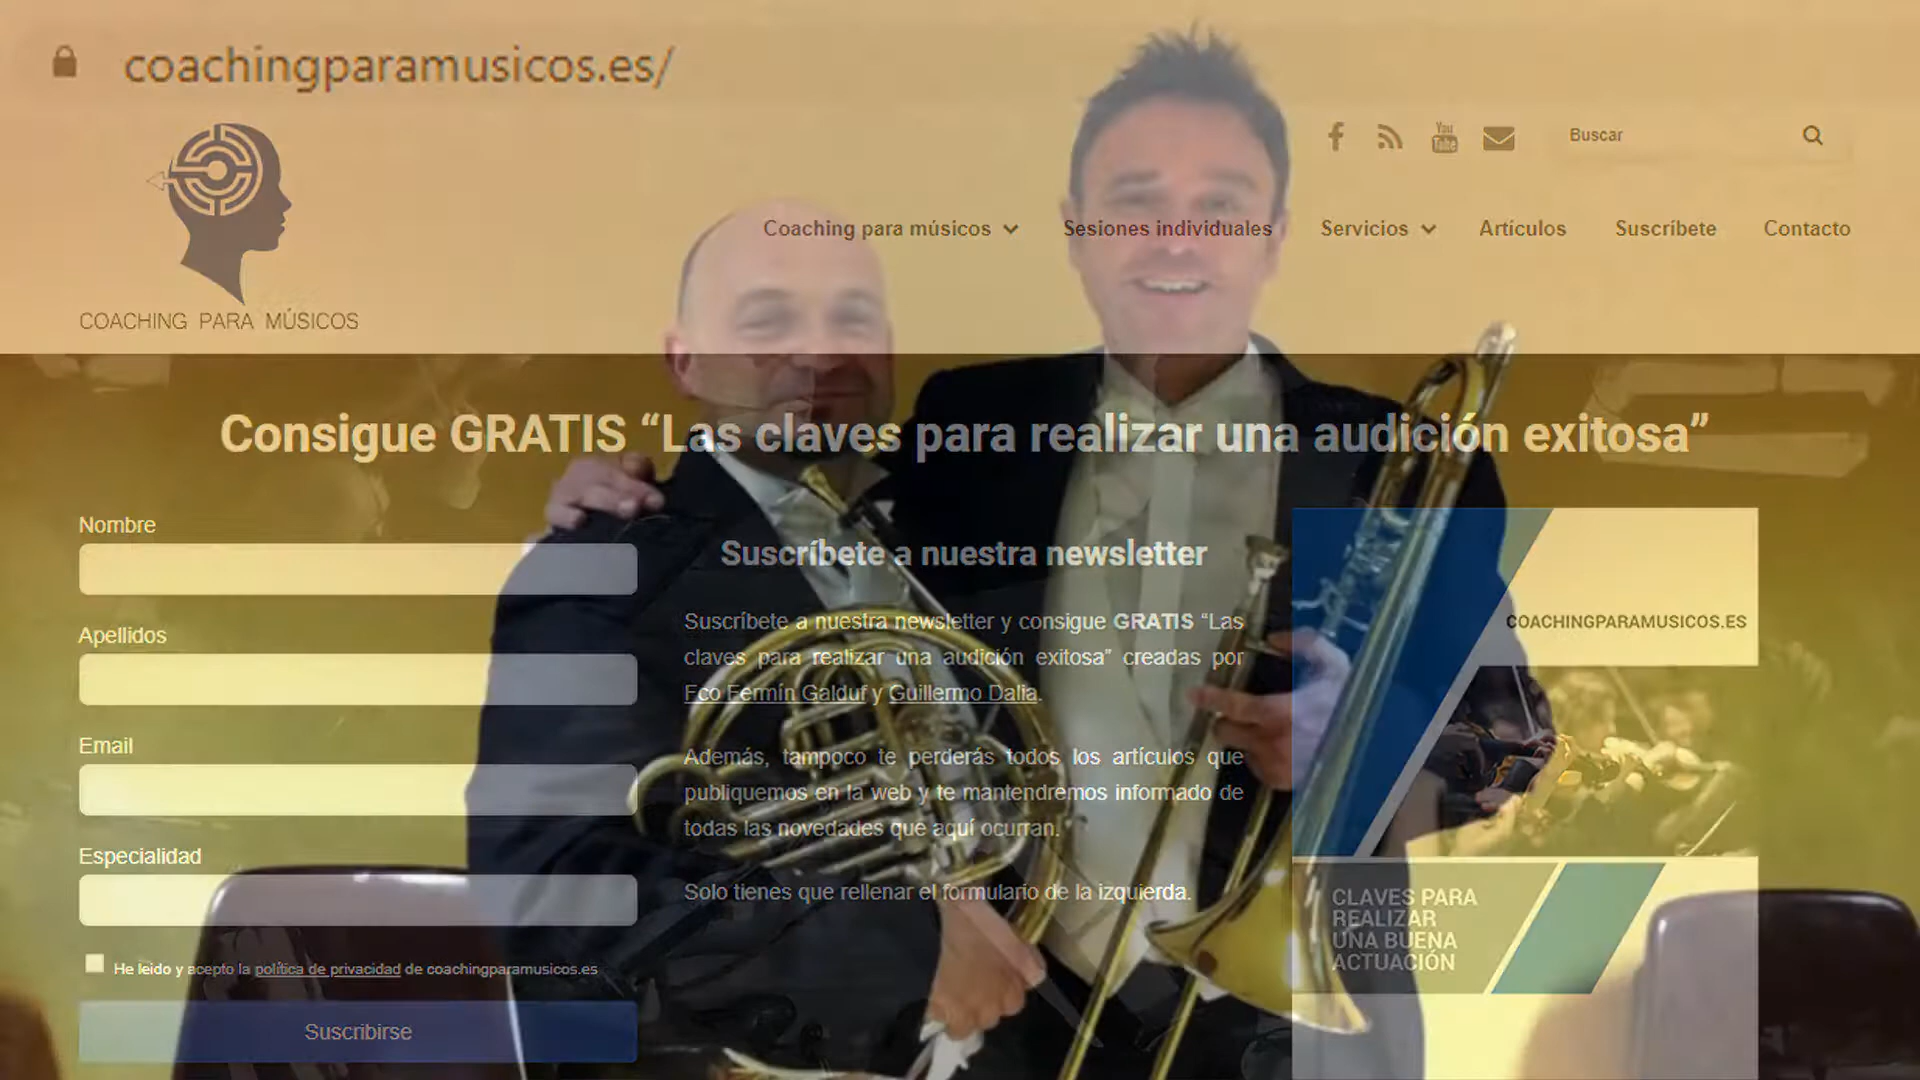 coachingparamusicos.es/
Buscar
Coaching para músicos
Sesiones individuales
Servicios
Artículos
Suscríbete
Contacto
COACHING PARA MÚSICOS
Consigue GRATIS “Las claves para realizar una audición exitosa”
Nombre
Apellidos
Email
Especialidad
He leido y acepto la política de privacidad de coachingparamusicos.es
Suscribirse
Suscríbete a nuestra newsletter
Suscríbete a nuestra newsletter y consigue GRATIS “Las
claves para realizar una audición exitosa” creadas por
Fco Fermín Galduf y Guillermo Dalia.
Además, tampoco te perderás todos los artículos que
publiquemos en la web y te mantendremos informado de
todas las novedades que aquí ocurran.
Solo tienes que rellenar el formulario de la izquierda.
COACHINGPARAMUSICOS.ES
CLAVES PARA
REALIZAR
UNA BUENA
ACTUACIÓN
You
Tube